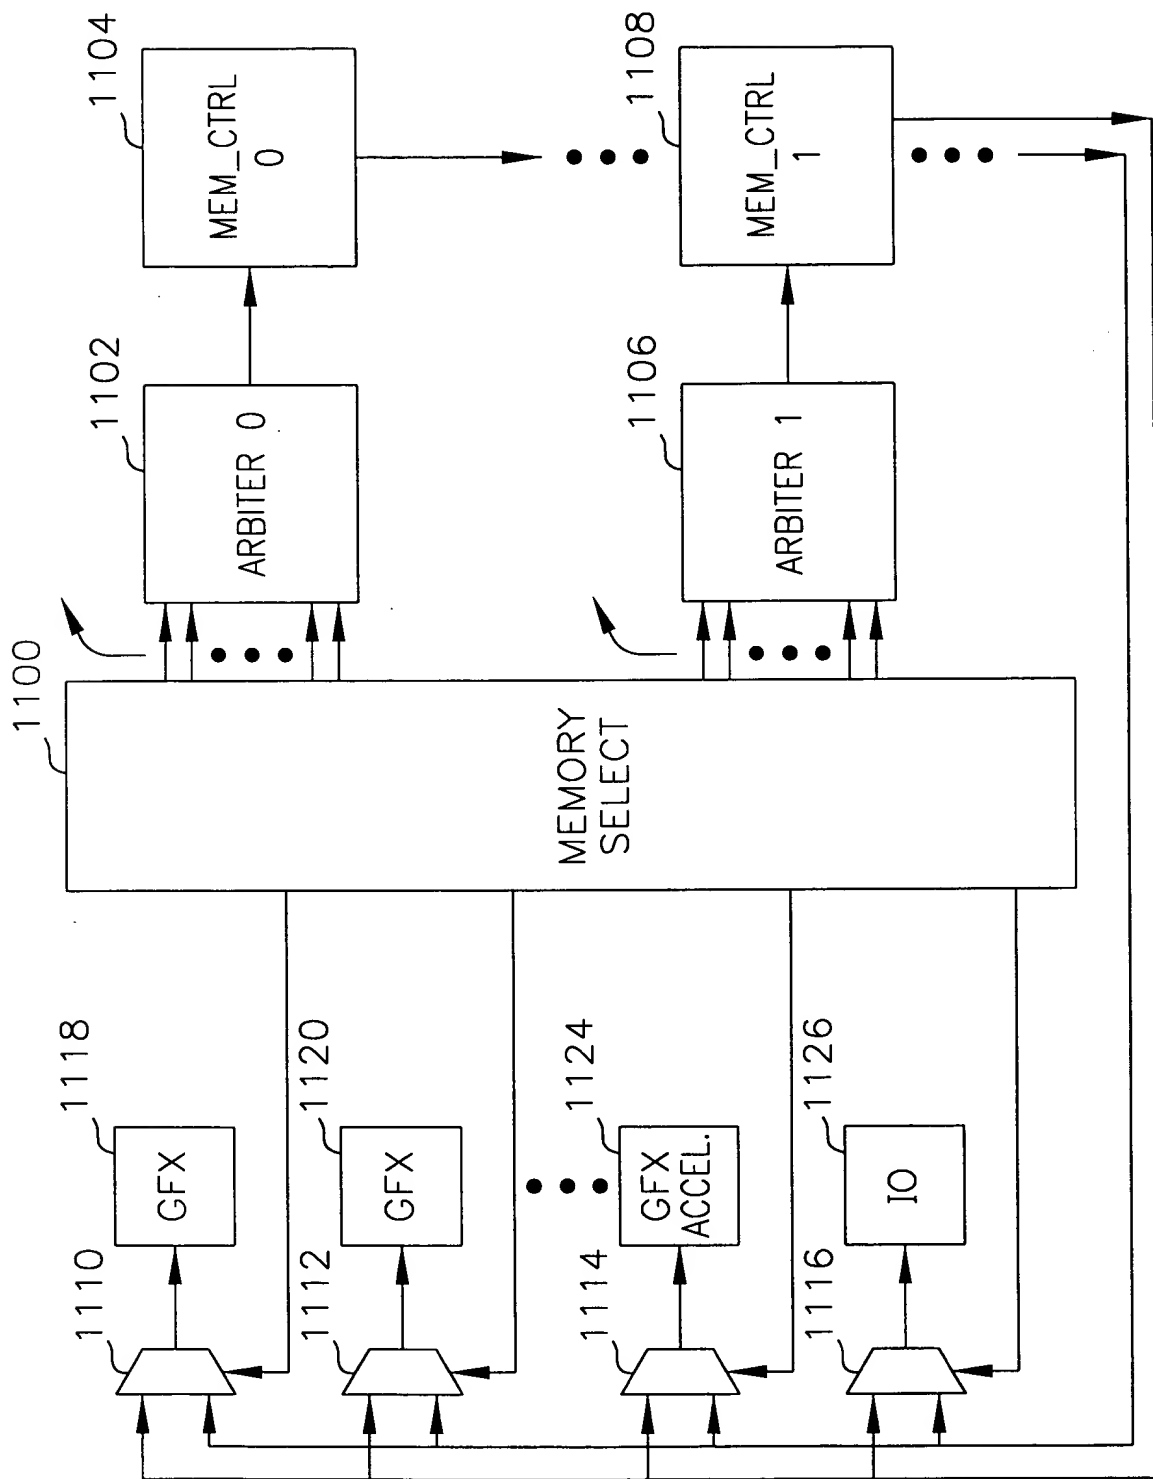 1104
MEM_CTRL
0
1108
MEM_CTRL
1
1102
ARBITER 0
1106
ARBITER 1
1100
MEMORY
SELECT
1118
GFX
1120
GFX
1124
GFX
ACCEL.
1126
IO
1110
1112
1114
1116